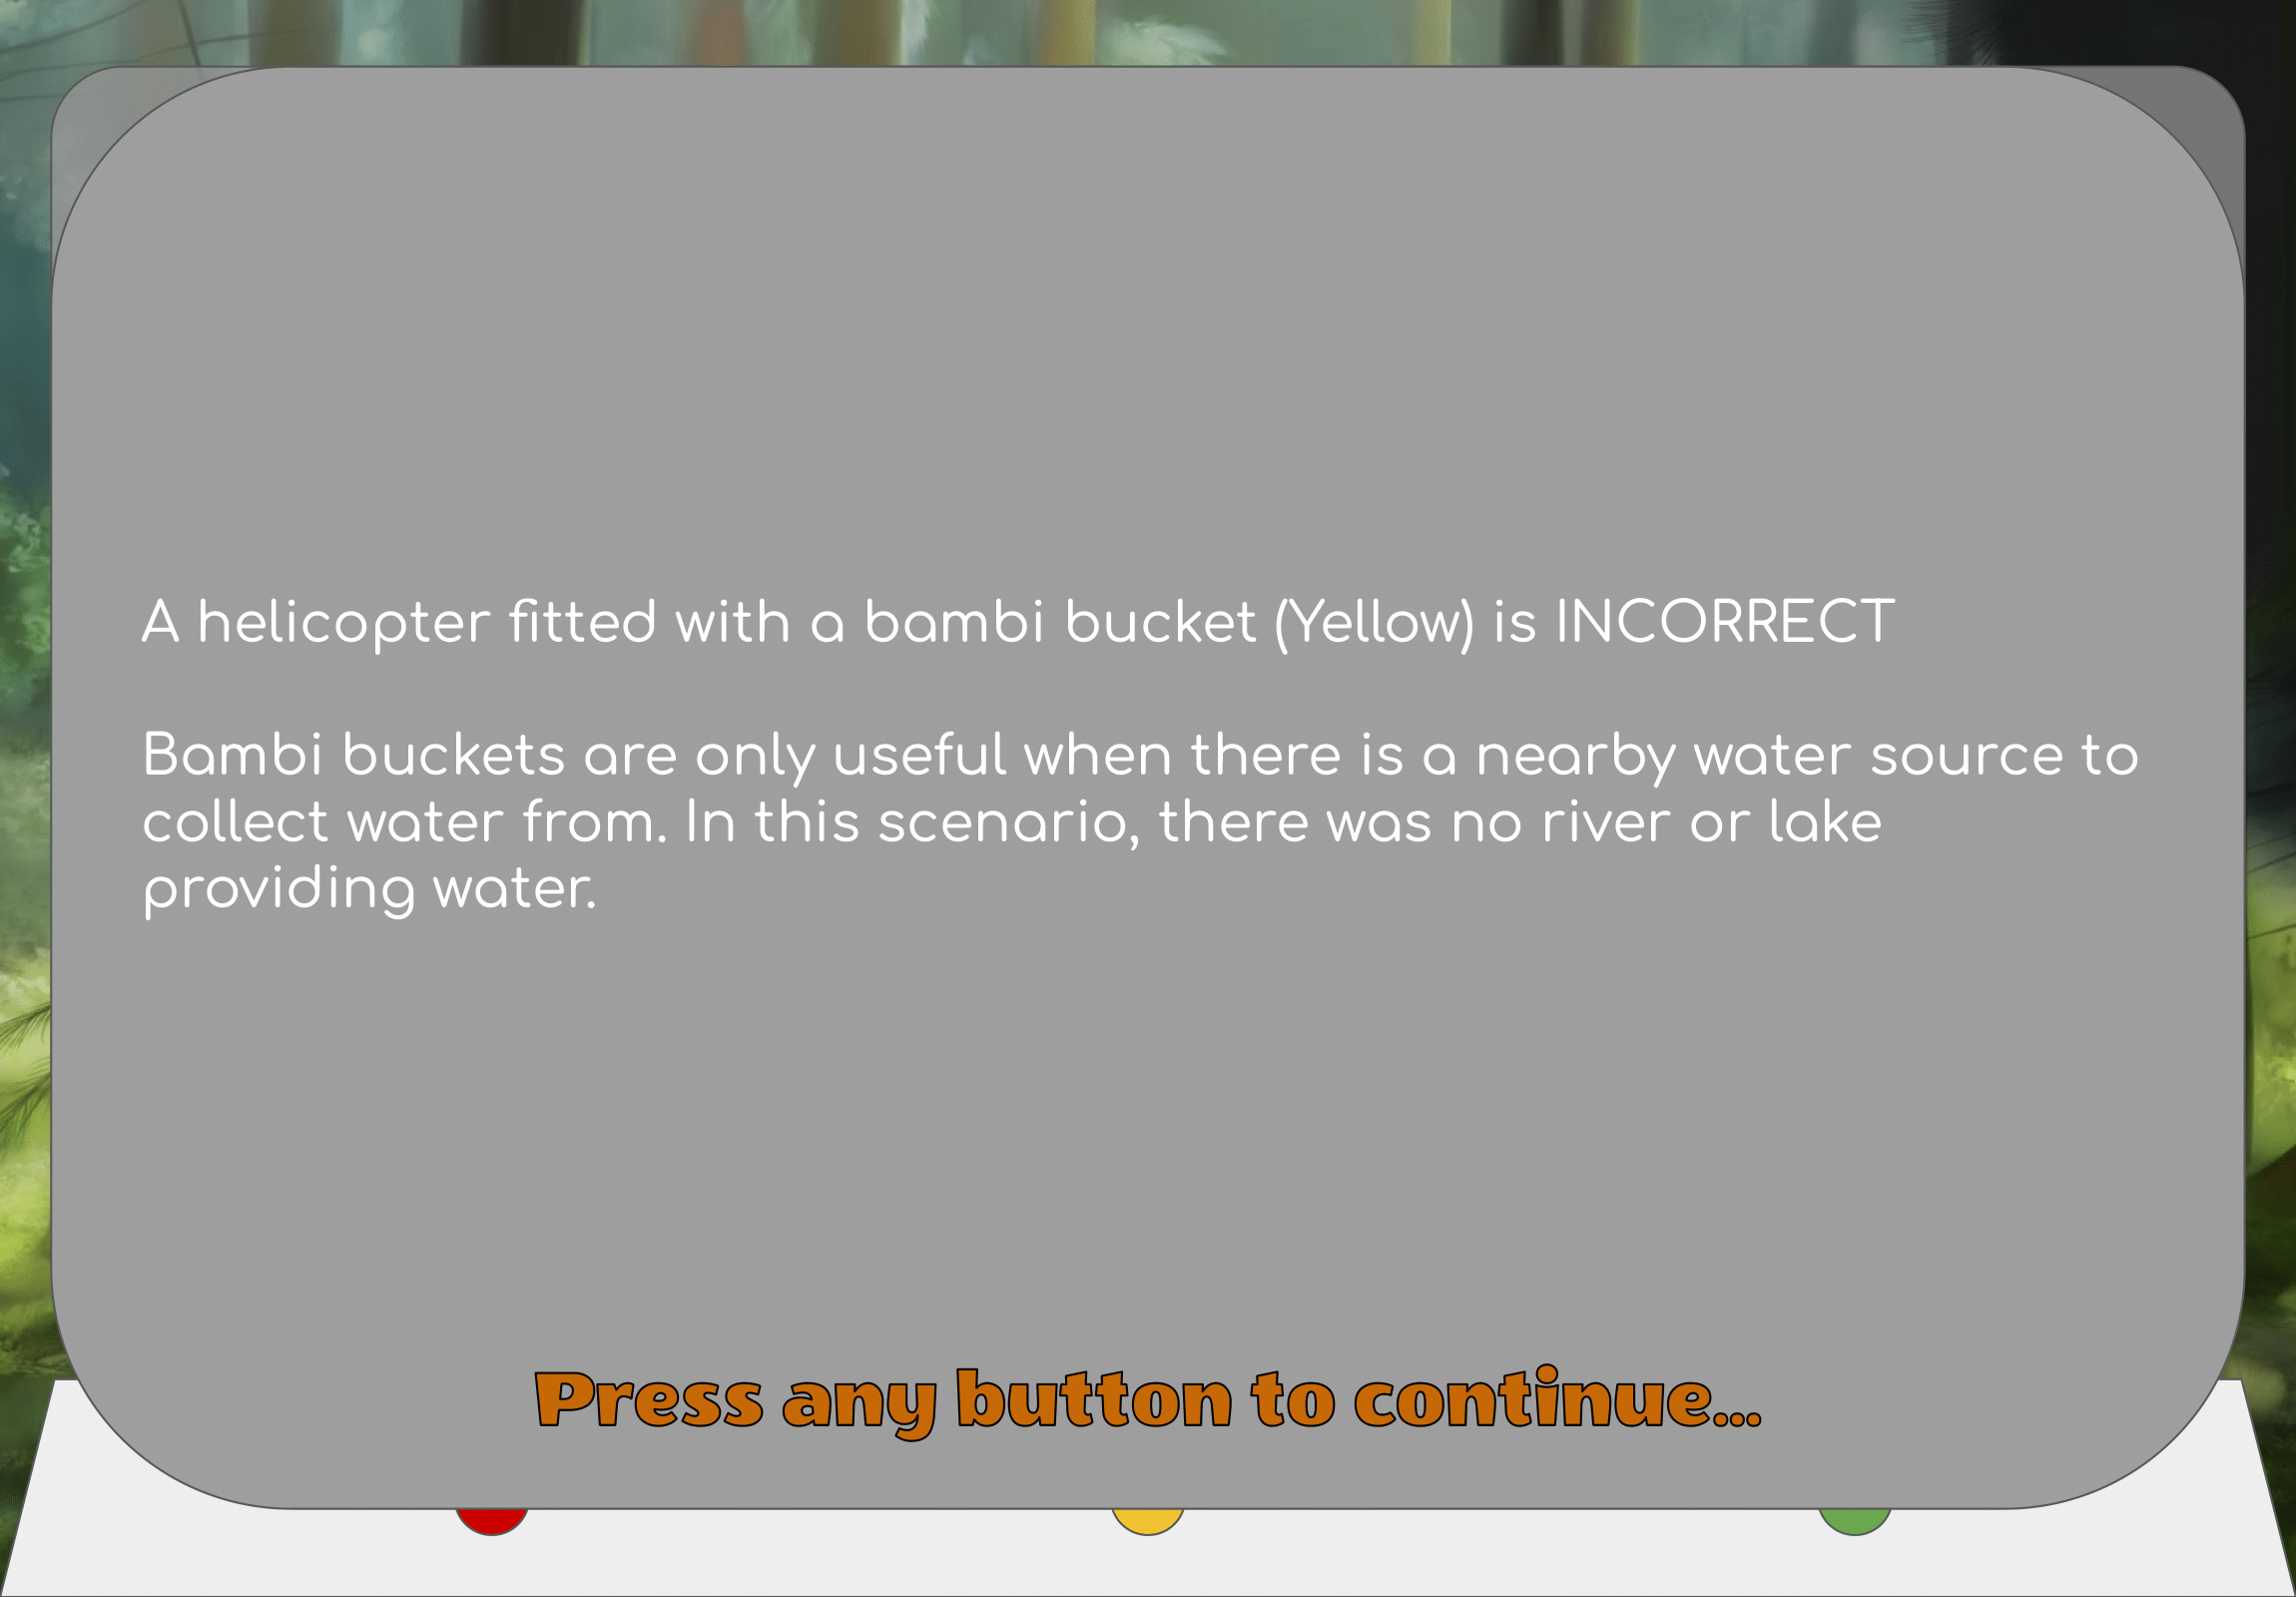 A helicopter fitted with a bambi bucket (Yellow) is INCORRECT
Bambi buckets are only useful when there is a nearby water source to
collect water from. In this scenario, there was no river or lake
providing water.
Press any button to continue...